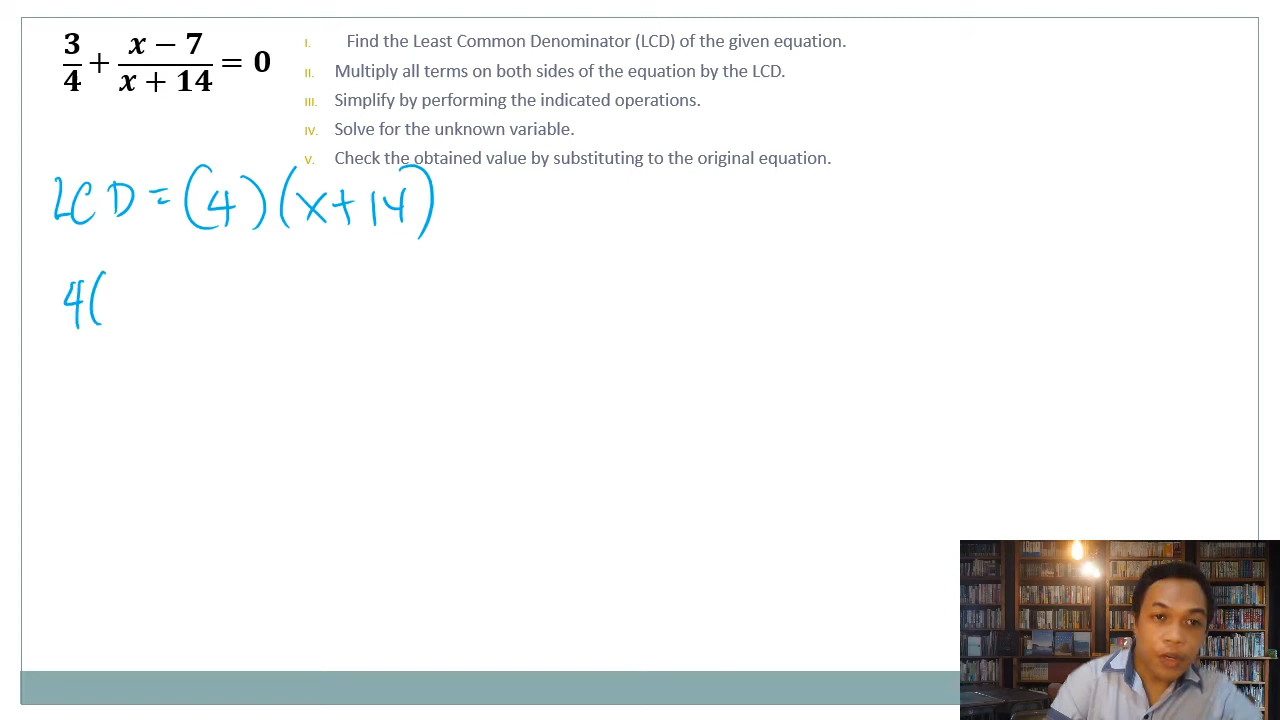 3/4 + (x − 7)/(x + 14) = 0
I. Find the Least Common Denominator (LCD) of the given equation.
II. Multiply all terms on both sides of the equation by the LCD.
III. Simplify by performing the indicated operations.
IV. Solve for the unknown variable.
V. Check the obtained value by substituting to the original equation.
LCD = (4)(x+14)
4(